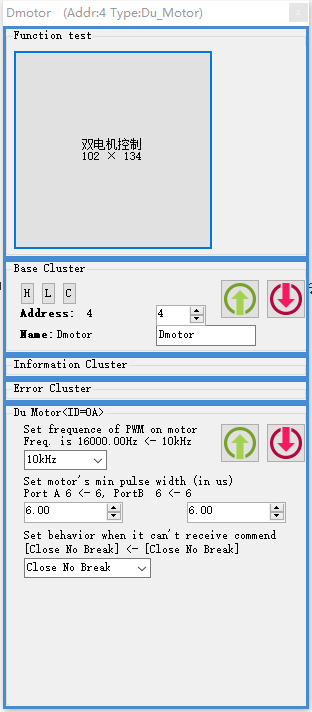 Dmotor (Addr:4 Type:Du_Motor)
Function test
双电机控制
102 × 134
Base Cluster
H L C
Address: 4
4
Name:Dmotor
Dmotor
Information Cluster
Error Cluster
Du Motor<ID=0A>
Set frequence of PWM on motor
Freq. is 16000.00Hz <- 10kHz
10kHz
Set motor's min pulse width (in us)
Port A 6 <- 6, PortB 6 <- 6
6.00 6.00
Set behavior when it can't receive commend
[Close No Break] <- [Close No Break]
Close No Break